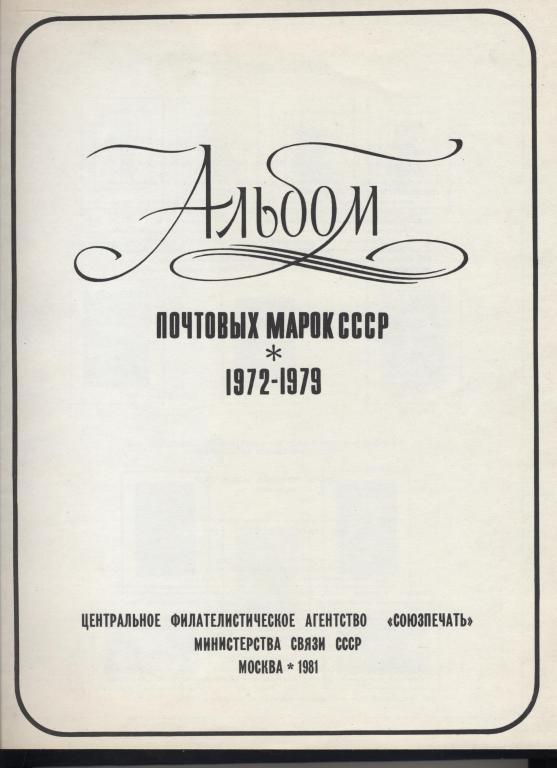 Альбом
ПОЧТОВЫХ МАРОК СССР
*
1972-1979
ЦЕНТРАЛЬНОЕ ФИЛАТЕЛИСТИЧЕСКОЕ АГЕНТСТВО «СОЮЗПЕЧАТЬ»
МИНИСТЕРСТВА СВЯЗИ СССР
МОСКВА * 1981